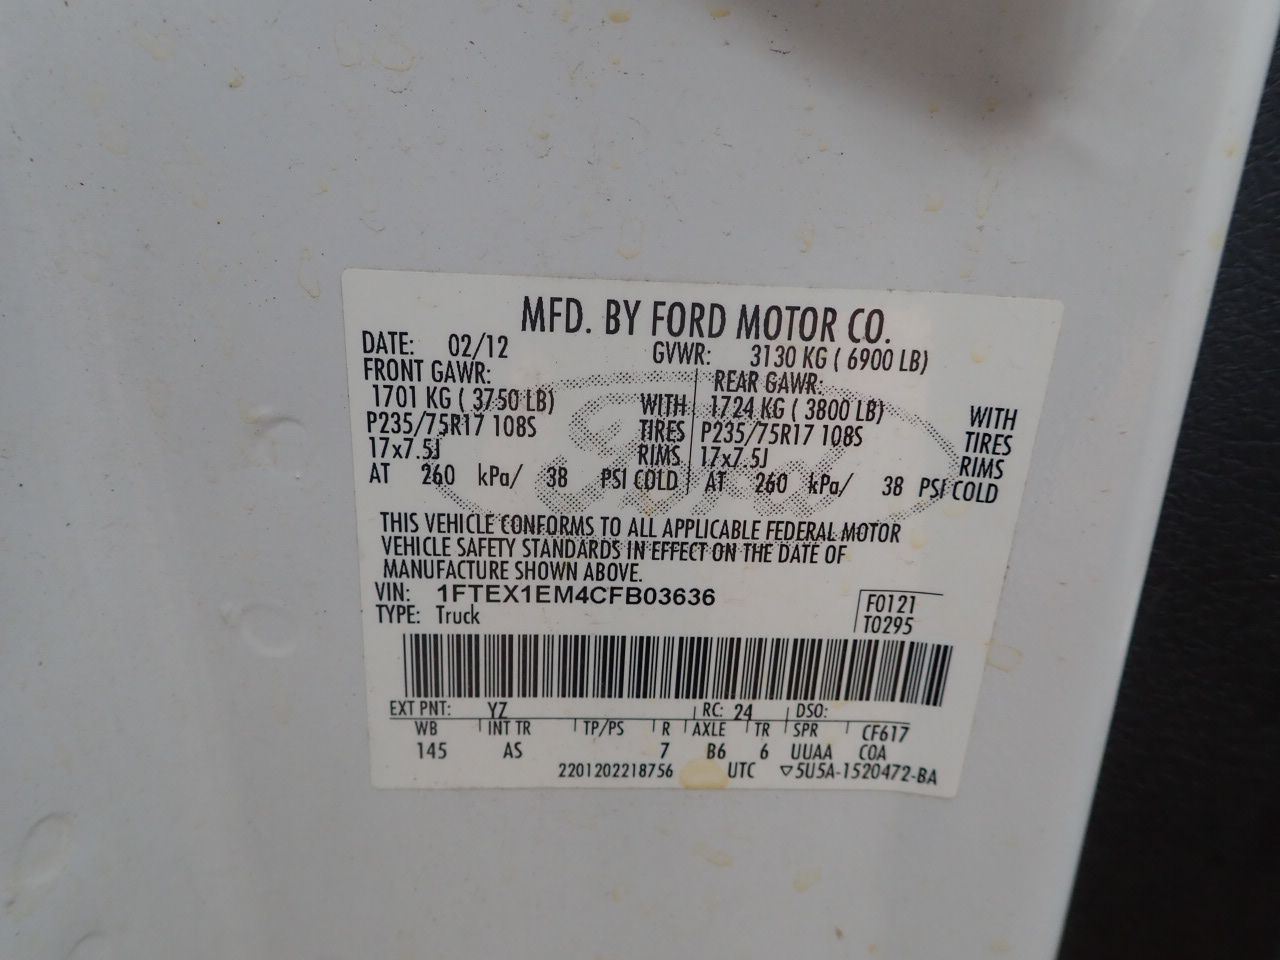 MFD. BY FORD MOTOR CO.
DATE: 02/12 GVWR: 3130 KG ( 6900 LB)
FRONT GAWR: REAR GAWR:
1701 KG ( 3750 LB) WITH 1724 KG ( 3800 LB) WITH
P235/75R17 108S TIRES P235/75R17 108S TIRES
17x7.5J RIMS 17x7.5J RIMS
AT 260 kPa/ 38 PSI COLD AT 260 kPa/ 38 PSI COLD
THIS VEHICLE CONFORMS TO ALL APPLICABLE FEDERAL MOTOR
VEHICLE SAFETY STANDARDS IN EFFECT ON THE DATE OF
MANUFACTURE SHOWN ABOVE.
VIN: 1FTEX1EM4CFB03636 F0121
TYPE: Truck T0295
EXT PNT: YZ RC: 24 DSO:
WB INT TR TP/PS R AXLE TR SPR CF617
145 AS 7 B6 6 UUAA COA
2201202218756 UTC ▽5U5A-1520472-BA